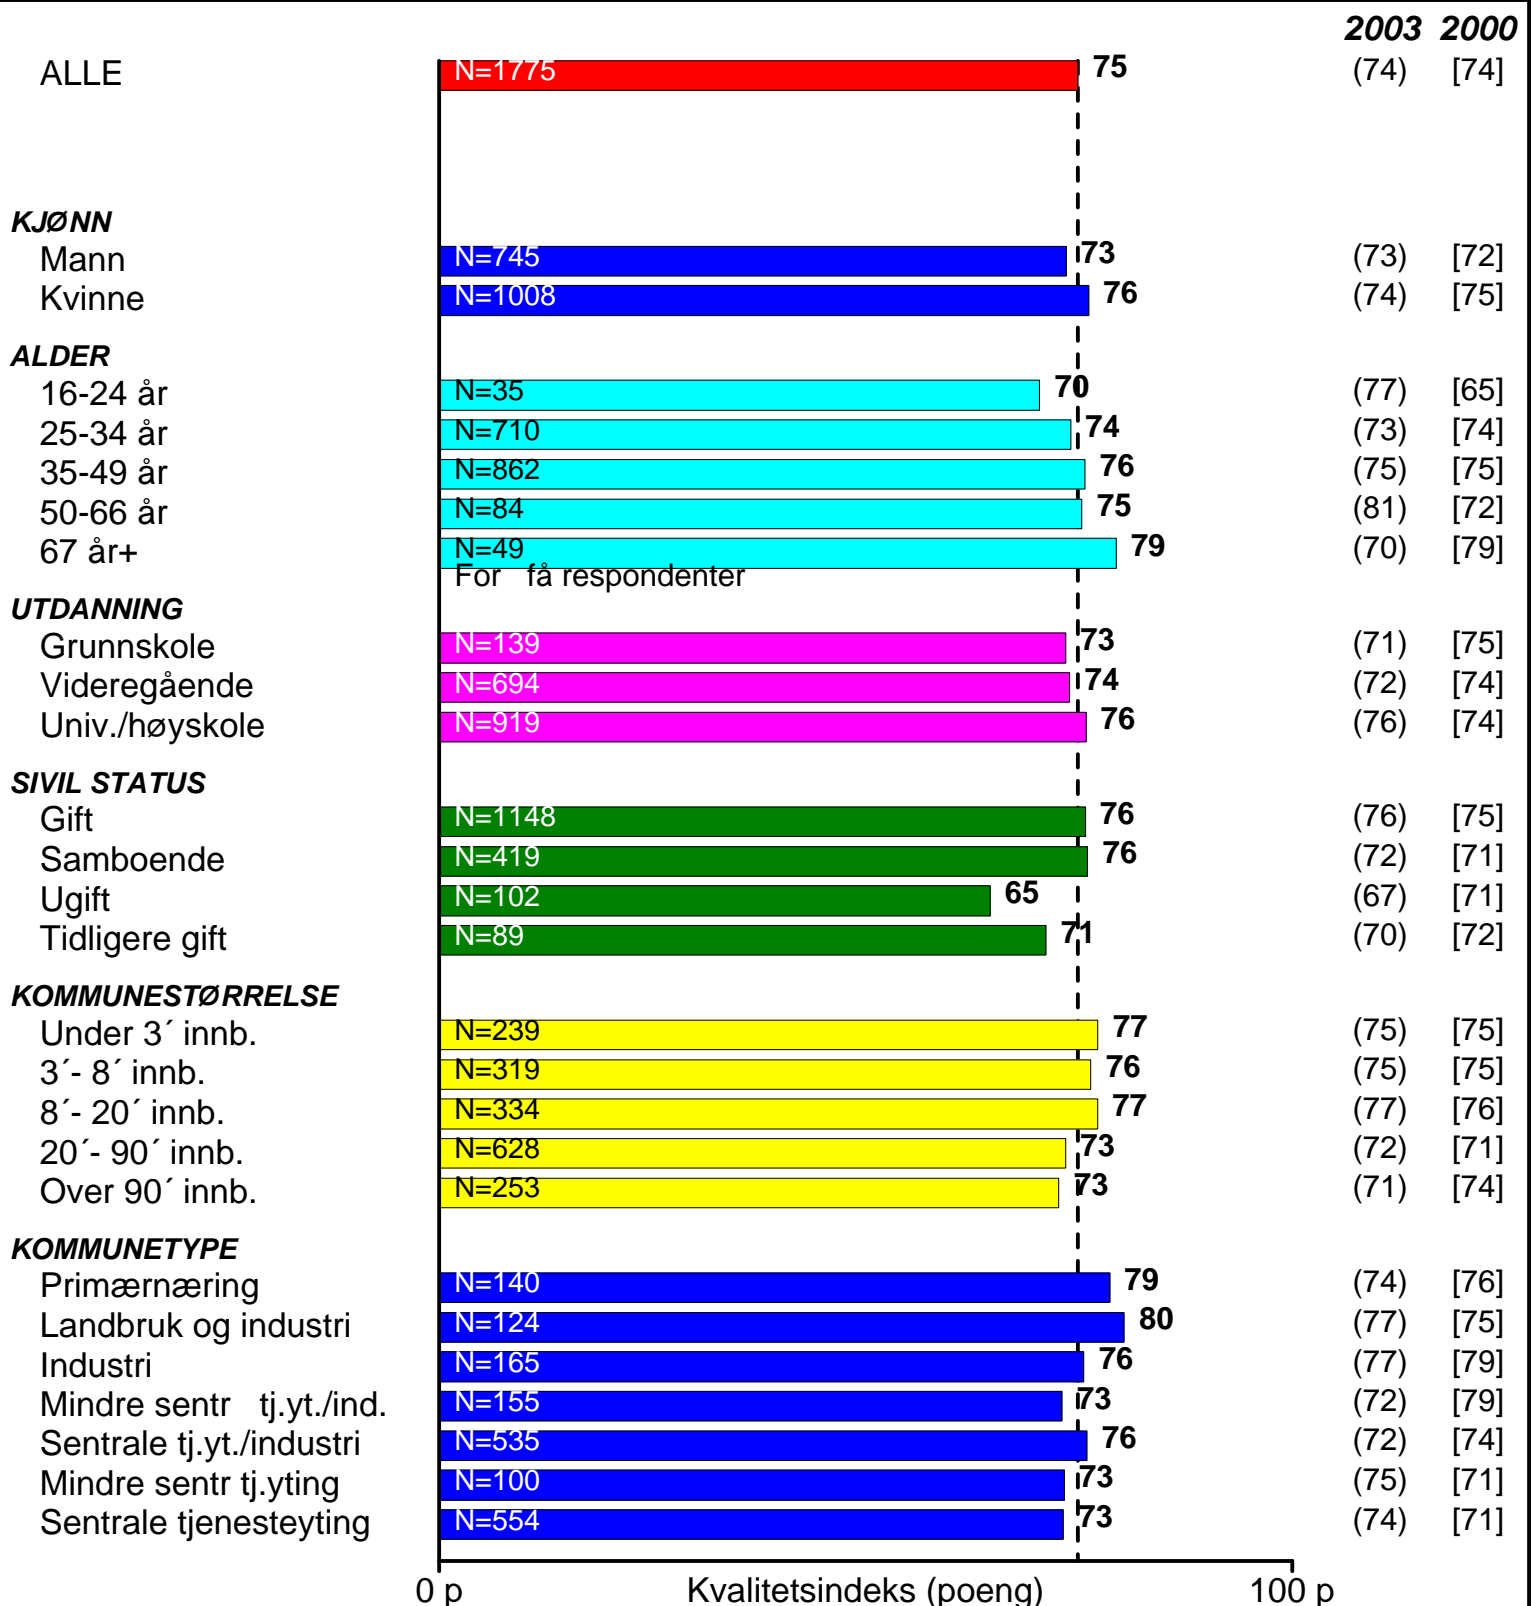 2003 2000
ALLE N=1775 75 (74) [74]
KJØNN
Mann N=745 73 (73) [72]
Kvinne N=1008 76 (74) [75]
ALDER
16-24 år N=35 70 (77) [65]
25-34 år N=710 74 (73) [74]
35-49 år N=862 76 (75) [75]
50-66 år N=84 75 (81) [72]
67 år+ N=49 79 (70) [79]
For få respondenter
UTDANNING
Grunnskole N=139 73 (71) [75]
Videregående N=694 74 (72) [74]
Univ./høyskole N=919 76 (76) [74]
SIVIL STATUS
Gift N=1148 76 (76) [75]
Samboende N=419 76 (72) [71]
Ugift N=102 65 (67) [71]
Tidligere gift N=89 71 (70) [72]
KOMMUNESTØRRELSE
Under 3´ innb. N=239 77 (75) [75]
3´- 8´ innb. N=319 76 (75) [75]
8´- 20´ innb. N=334 77 (77) [76]
20´- 90´ innb. N=628 73 (72) [71]
Over 90´ innb. N=253 73 (71) [74]
KOMMUNETYPE
Primærnæring N=140 79 (74) [76]
Landbruk og industri N=124 80 (77) [75]
Industri N=165 76 (77) [79]
Mindre sentr tj.yt./ind. N=155 73 (72) [79]
Sentrale tj.yt./industri N=535 76 (72) [74]
Mindre sentr tj.yting N=100 73 (75) [71]
Sentrale tjenesteyting N=554 73 (74) [71]
0 p Kvalitetsindeks (poeng) 100 p